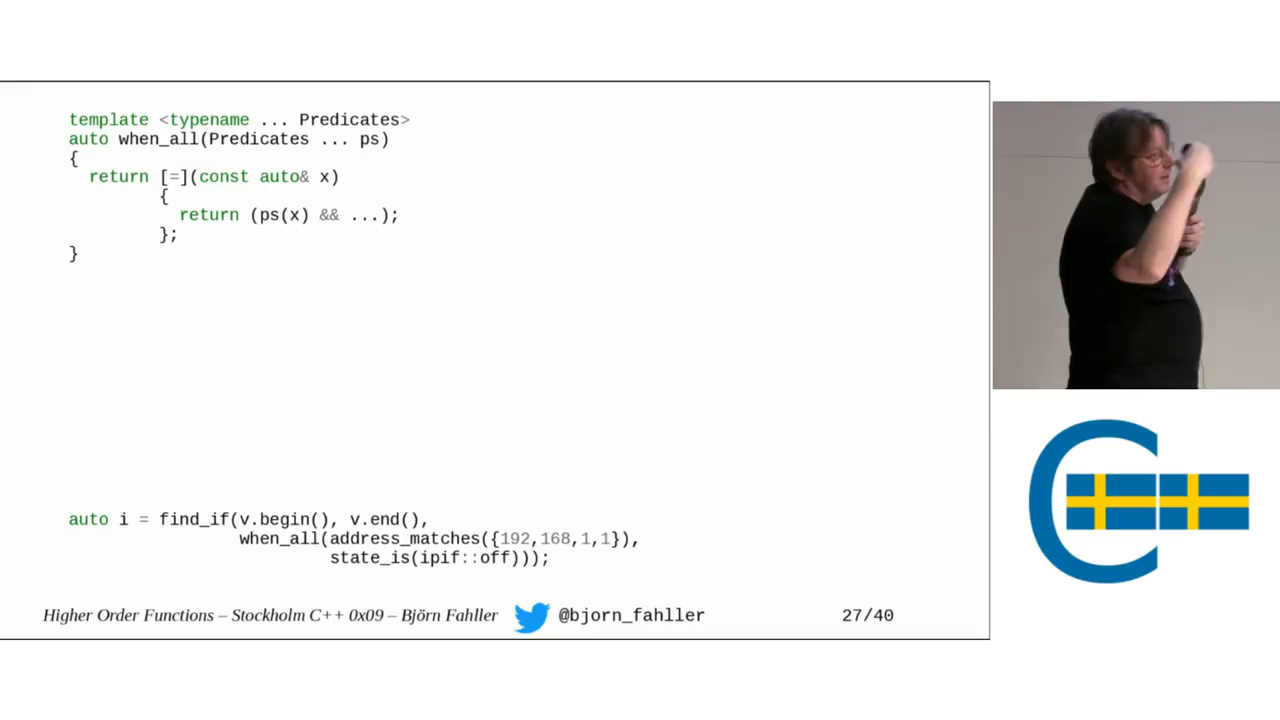 template <typename ... Predicates>
auto when_all(Predicates ... ps)
{
  return [=](const auto& x)
         {
           return (ps(x) && ...);
         };
}
auto i = find_if(v.begin(), v.end(),
                 when_all(address_matches({192,168,1,1}),
                          state_is(ipif::off)));
Higher Order Functions – Stockholm C++ 0x09 – Björn Fahller @bjorn_fahller 27/40
C